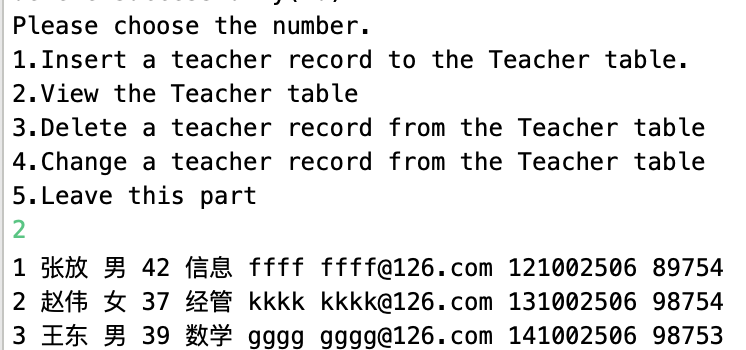 Please choose the number.
1.Insert a teacher record to the Teacher table.
2.View the Teacher table
3.Delete a teacher record from the Teacher table
4.Change a teacher record from the Teacher table
5.Leave this part
2
1 张放 男 42 信息 ffff ffff@126.com 121002506 89754
2 赵伟 女 37 经管 kkkk kkkk@126.com 131002506 98754
3 王东 男 39 数学 gggg gggg@126.com 141002506 98753